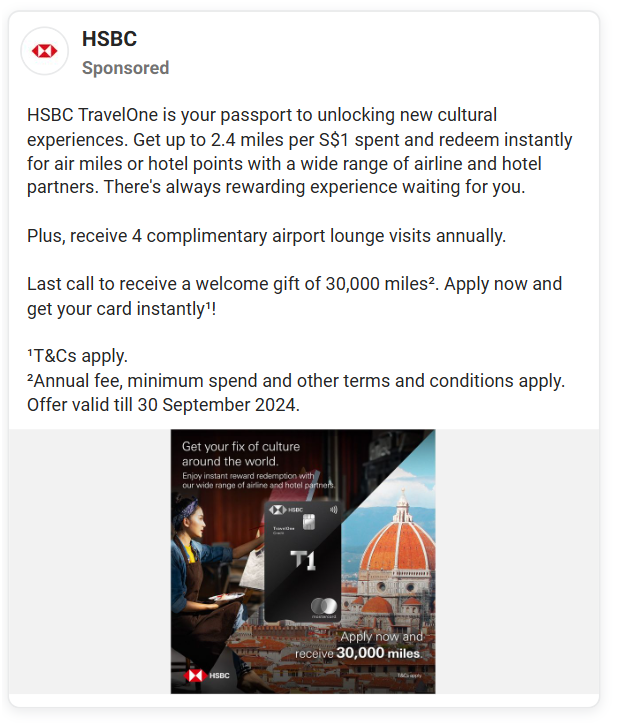 HSBC
Sponsored
HSBC TravelOne is your passport to unlocking new cultural
experiences. Get up to 2.4 miles per S$1 spent and redeem instantly
for air miles or hotel points with a wide range of airline and hotel
partners. There's always rewarding experience waiting for you.
Plus, receive 4 complimentary airport lounge visits annually.
Last call to receive a welcome gift of 30,000 miles². Apply now and
get your card instantly¹!
¹T&Cs apply.
²Annual fee, minimum spend and other terms and conditions apply.
Offer valid till 30 September 2024.
Get your fix of culture
around the world.
Enjoy instant reward redemption with
our wide range of airline and hotel partners.
HSBC
TravelOne
T1
Apply now and
receive 30,000 miles.
HSBC
T&Cs apply.